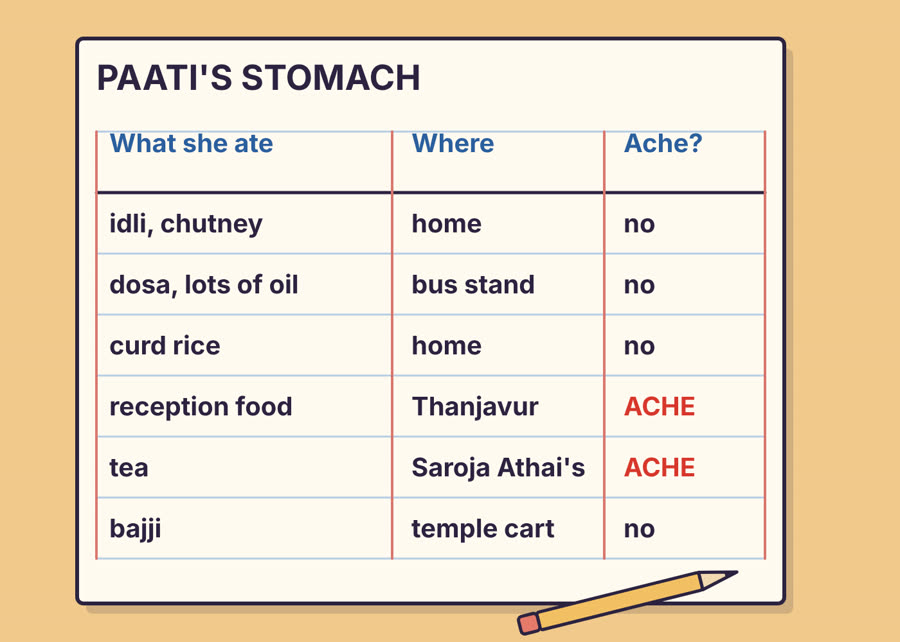 PAATI'S STOMACH
What she ate Where Ache?
idli, chutney home no
dosa, lots of oil bus stand no
curd rice home no
reception food Thanjavur ACHE
tea Saroja Athai's ACHE
bajji temple cart no